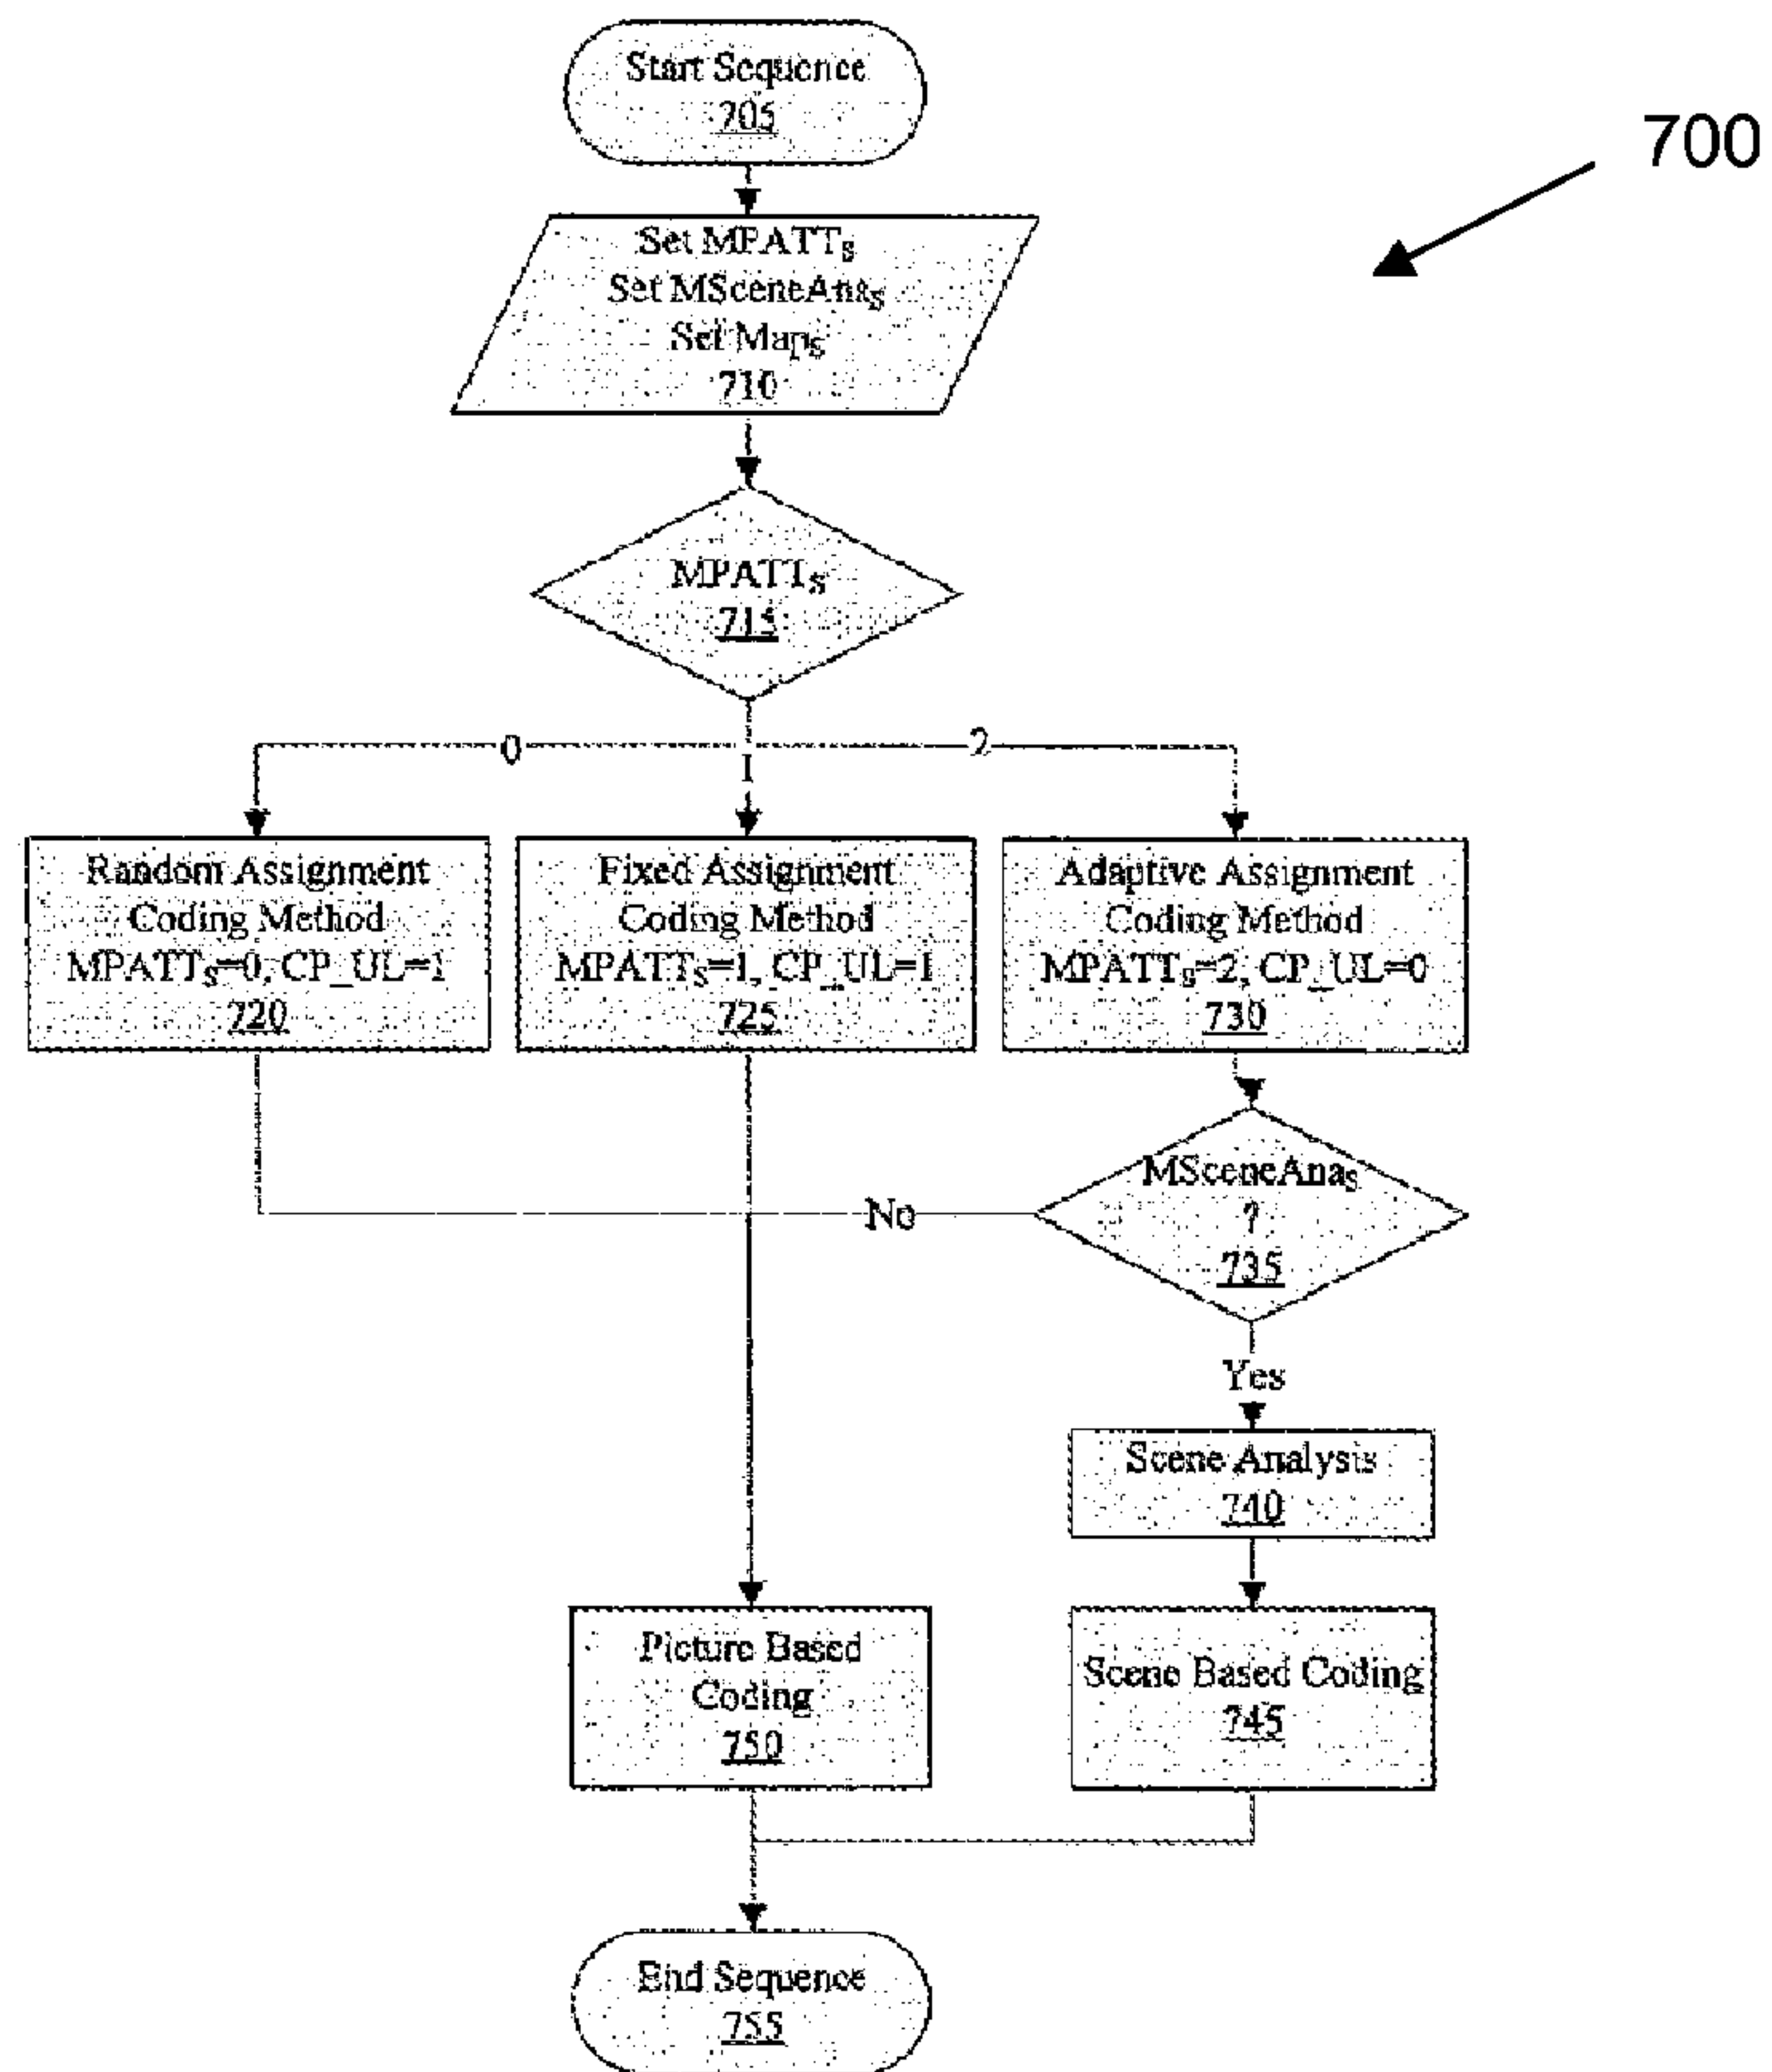 700
Start Sequence
705
Set MPATTS
Set MSceneAnaS
Set MapS
710
MPATTS
715
0
1
2
Random Assignment
Coding Method
MPATTS=0, CP_UL=1
720
Fixed Assignment
Coding Method
MPATTS=1, CP_UL=1
725
Adaptive Assignment
Coding Method
MPATTS=2, CP_UL=0
730
MSceneAnaS
?
735
No
Yes
Scene Analysis
740
Picture Based
Coding
750
Scene Based Coding
745
End Sequence
755